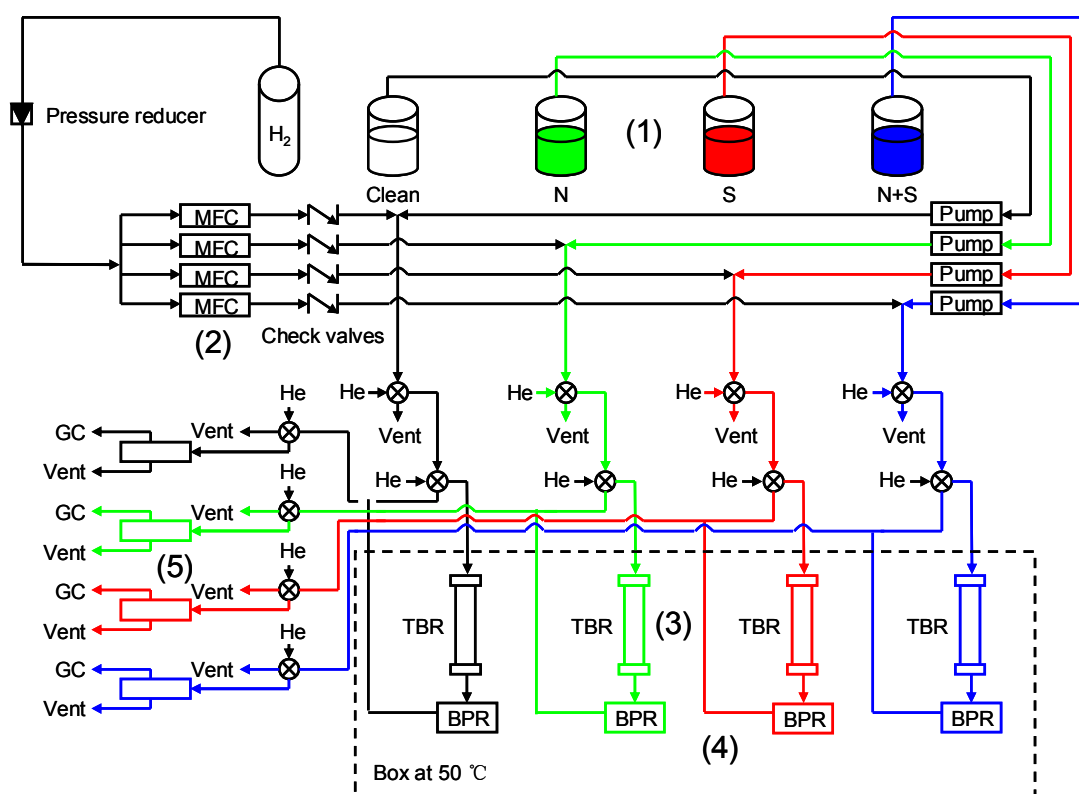 Pressure reducer
H2
(1)
Clean
N
S
N+S
MFC
Pump
MFC
Pump
MFC
Pump
MFC
Pump
(2)
Check valves
He
He
He
He
He
GC
Vent
Vent
Vent
Vent
Vent
Vent
He
He
He
He
He
GC
Vent
Vent
(5)
He
GC
Vent
Vent
TBR
TBR
(3)
TBR
TBR
He
GC
Vent
Vent
BPR
BPR
BPR
BPR
(4)
Box at 50 ℃